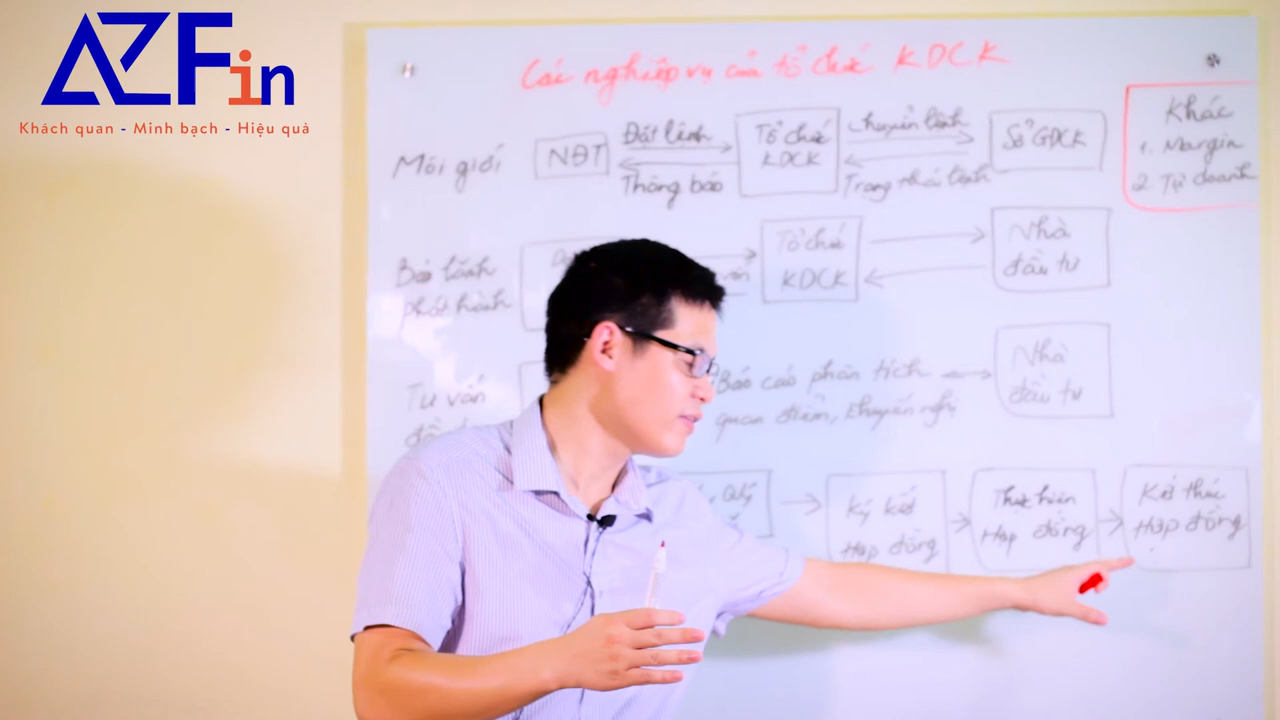 AZFin
Khách quan - Minh bạch - Hiệu quả
Các nghiệp vụ của tổ chức KDCK
Môi giới
NĐT
Đặt lệnh
Thông báo
Tổ chức
KDCK
Chuyển lệnh
Trạng thái lệnh
Sở GDCK
Khác
1. Margin
2. Tự doanh
Bảo lãnh
phát hành
Tổ chức
KDCK
Nhà
đầu tư
Tư vấn
Báo cáo phân tích
quan điểm, khuyến nghị
Nhà
đầu tư
Ký kết
Hợp đồng
Thực hiện
Hợp đồng
Kết thúc
Hợp đồng